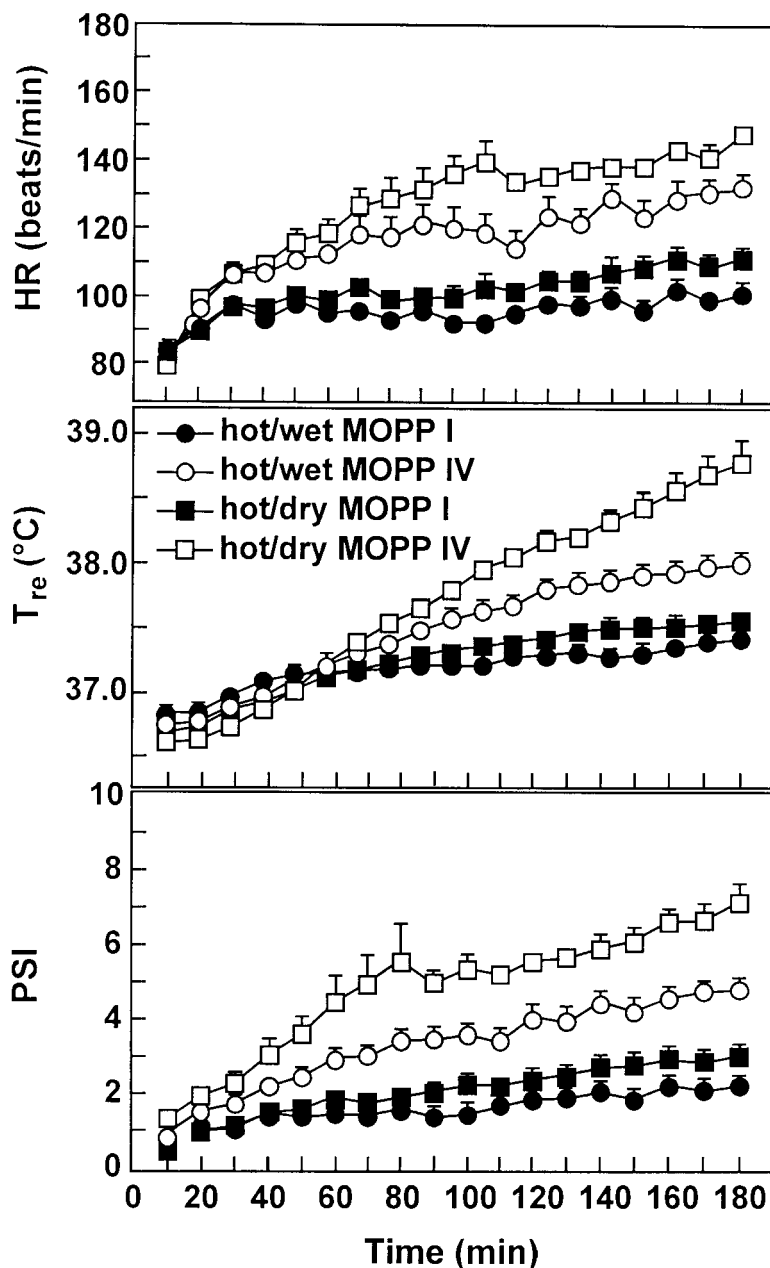 180
160
140
120
100
80
HR (beats/min)
39.0
38.0
37.0
Tre (°C)
hot/wet MOPP I
hot/wet MOPP IV
hot/dry MOPP I
hot/dry MOPP IV
10
8
6
4
2
0
PSI
0 20 40 60 80 100 120 140 160 180
Time (min)